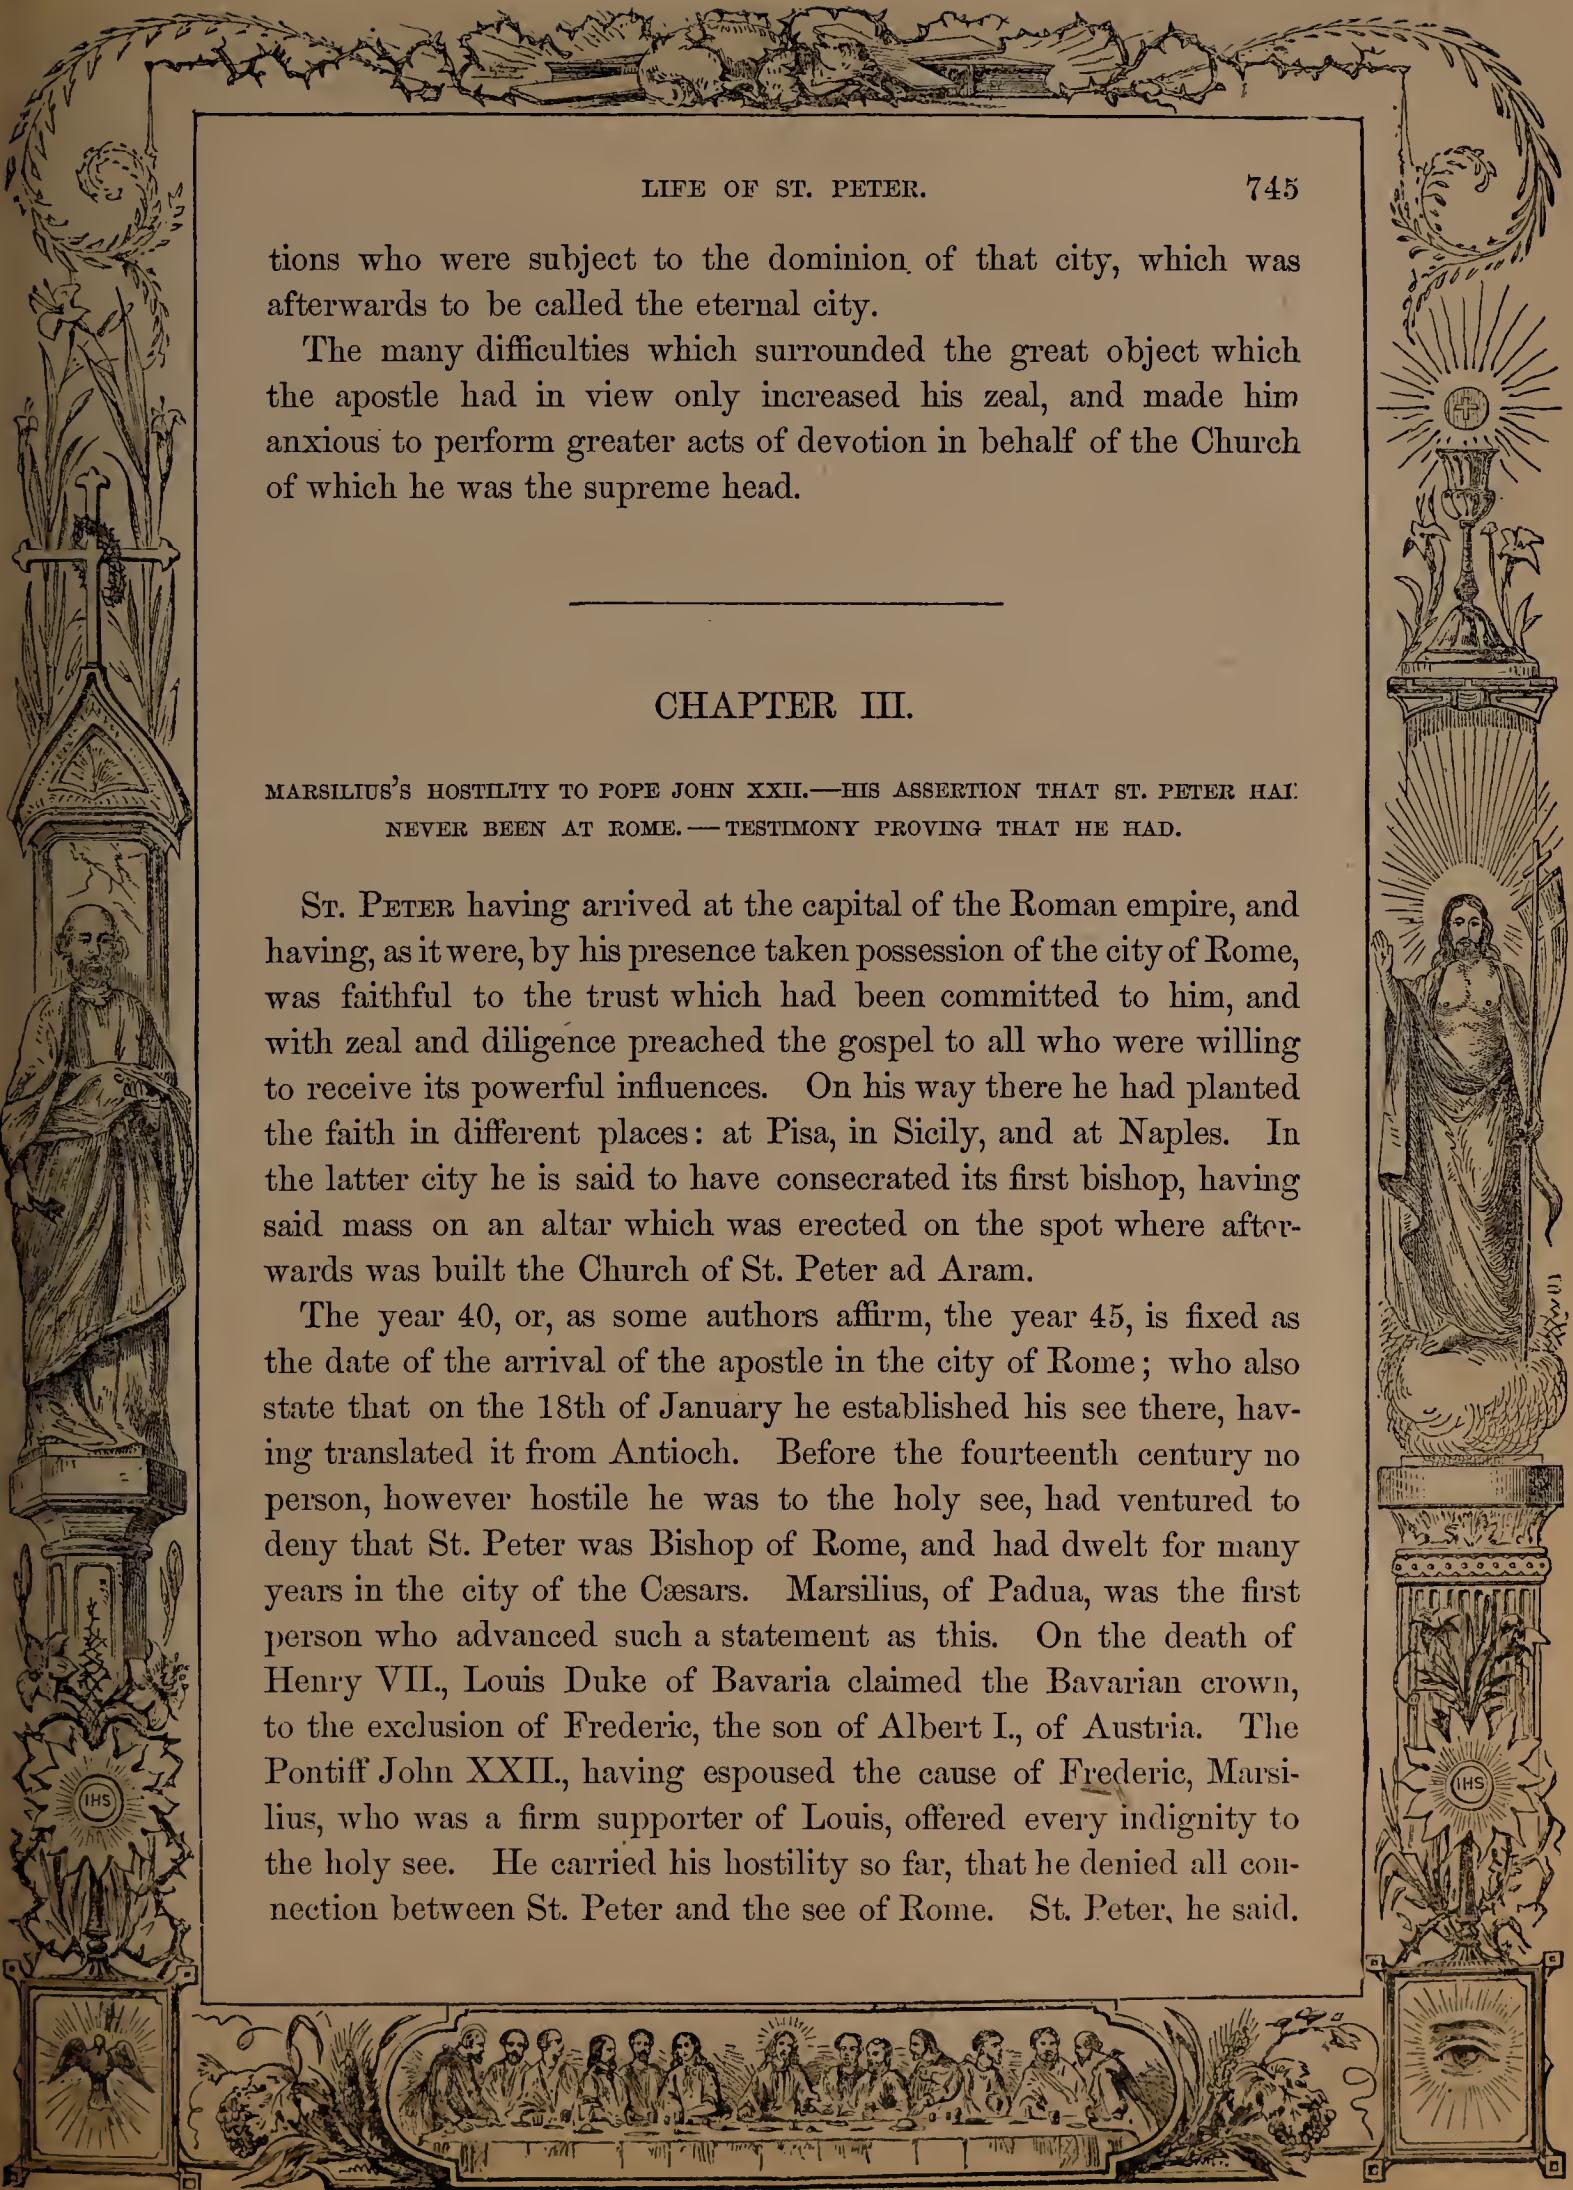 LIFE OF ST. PETER. 745
tions who were subject to the dominion. of that city, which was
afterwards to be called the eternal city.
The many difficulties which surrounded the great object which
the apostle had in view only increased his zeal, and made him
anxious to perform greater acts of devotion in behalf of the Church
of which he was the supreme head.
CHAPTER III.
MARSILIUS'S HOSTILITY TO POPE JOHN XXII.—HIS ASSERTION THAT ST. PETER HAD
NEVER BEEN AT ROME.—TESTIMONY PROVING THAT HE HAD.
ST. PETER having arrived at the capital of the Roman empire, and
having, as it were, by his presence taken possession of the city of Rome,
was faithful to the trust which had been committed to him, and
with zeal and diligence preached the gospel to all who were willing
to receive its powerful influences. On his way there he had planted
the faith in different places: at Pisa, in Sicily, and at Naples. In
the latter city he is said to have consecrated its first bishop, having
said mass on an altar which was erected on the spot where after-
wards was built the Church of St. Peter ad Aram.
The year 40, or, as some authors affirm, the year 45, is fixed as
the date of the arrival of the apostle in the city of Rome; who also
state that on the 18th of January he established his see there, hav-
ing translated it from Antioch. Before the fourteenth century no
person, however hostile he was to the holy see, had ventured to
deny that St. Peter was Bishop of Rome, and had dwelt for many
years in the city of the Cæsars. Marsilius, of Padua, was the first
person who advanced such a statement as this. On the death of
Henry VII., Louis Duke of Bavaria claimed the Bavarian crown,
to the exclusion of Frederic, the son of Albert I., of Austria. The
Pontiff John XXII., having espoused the cause of Frederic, Marsi-
lius, who was a firm supporter of Louis, offered every indignity to
the holy see. He carried his hostility so far, that he denied all con-
nection between St. Peter and the see of Rome. St. Peter, he said.
IHS
IHS